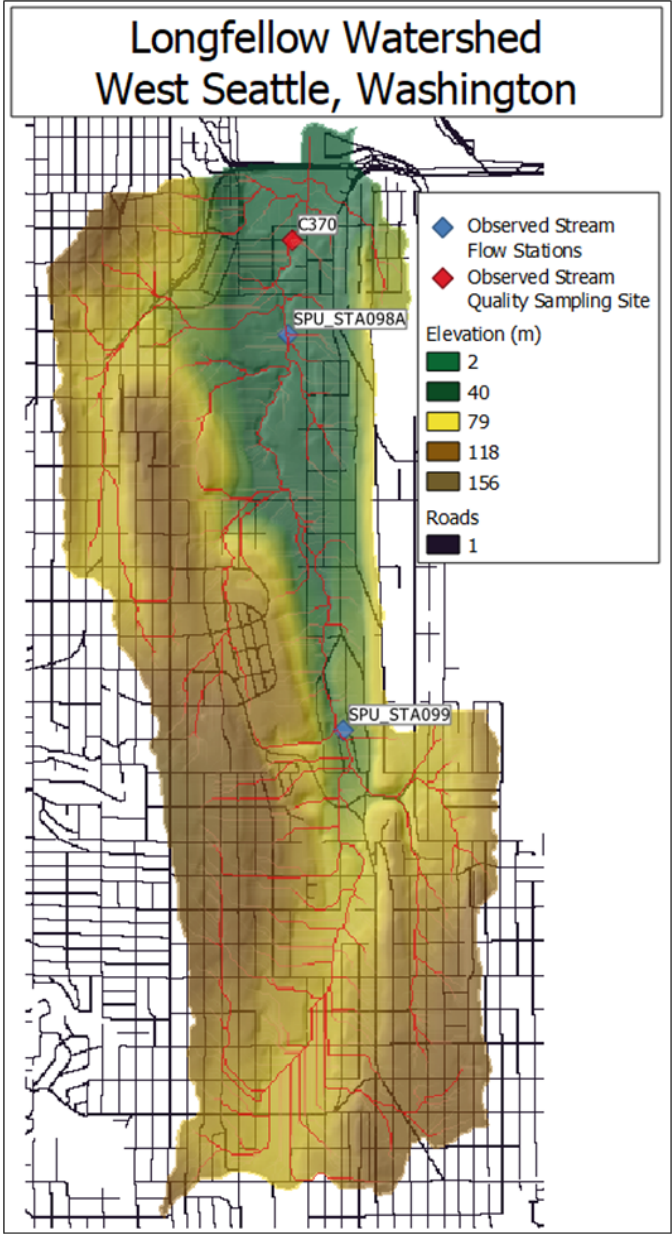 Longfellow Watershed
West Seattle, Washington
C370
SPU_STA098A
SPU_STA099
Observed Stream
Flow Stations
Observed Stream
Quality Sampling Site
Elevation (m)
2
40
79
118
156
Roads
1